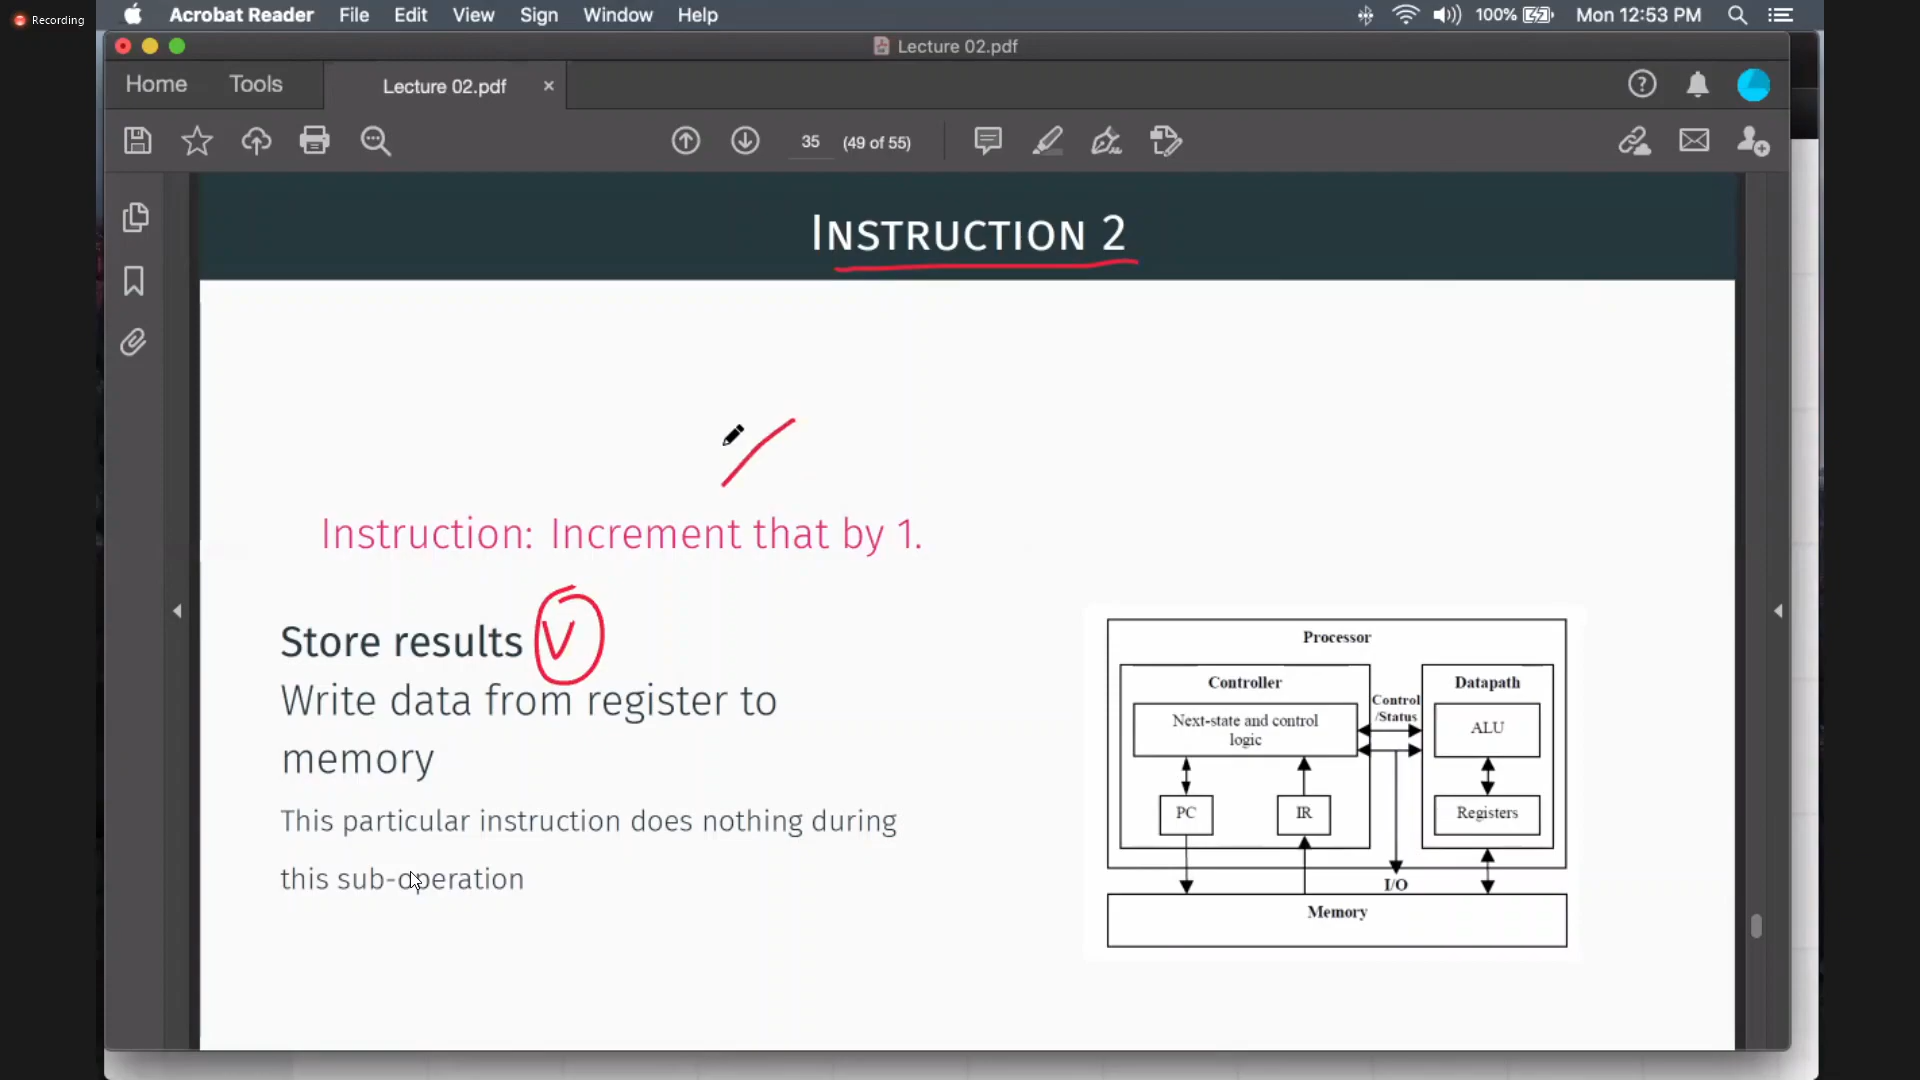 Recording
Acrobat Reader File Edit View Sign Window Help 100% Mon 12:53 PM
Lecture 02.pdf
Home Tools Lecture 02.pdf ×
35 (49 of 55)
INSTRUCTION 2
Instruction: Increment that by 1.
Store results V
Write data from register to
memory
This particular instruction does nothing during
this sub-operation
Processor
Controller
Datapath
Control
/Status
Next-state and control
logic
ALU
PC
IR
Registers
I/O
Memory